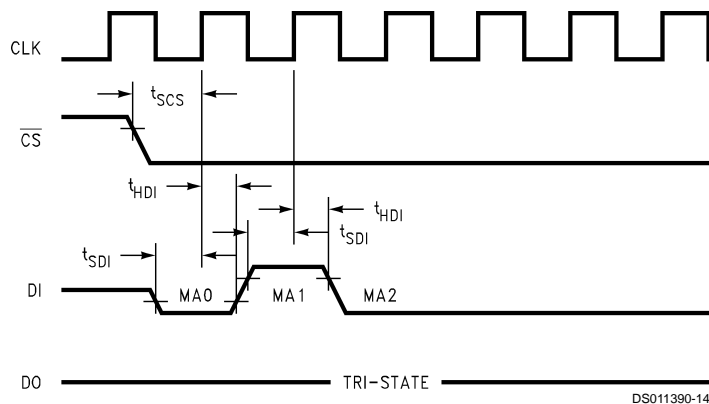 CLK
tSCS
CS
tHDI
tHDI
tSDI
tSDI
DI
MA0
MA1
MA2
DO
TRI-STATE
DS011390-14